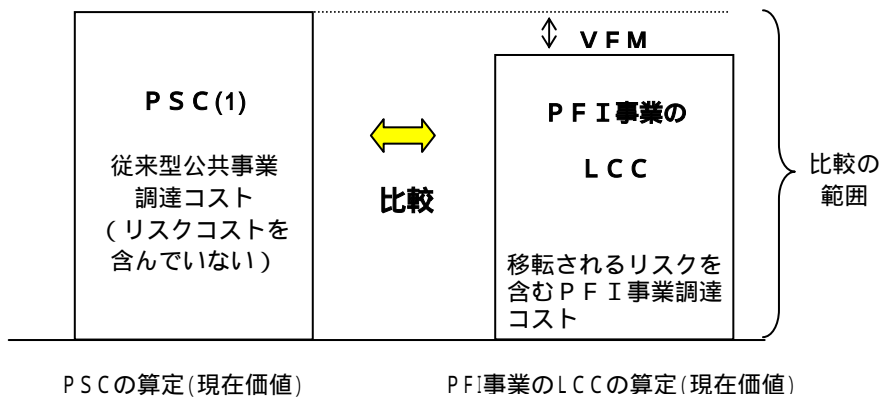 VFM
PSC(1)
従来型公共事業
調達コスト
(リスクコストを
含んでいない)
比較
PFI事業の
LCC
移転されるリスクを
含むPFI事業調達
コスト
比較の
範囲
PSCの算定(現在価値)
PFI事業のLCCの算定(現在価値)